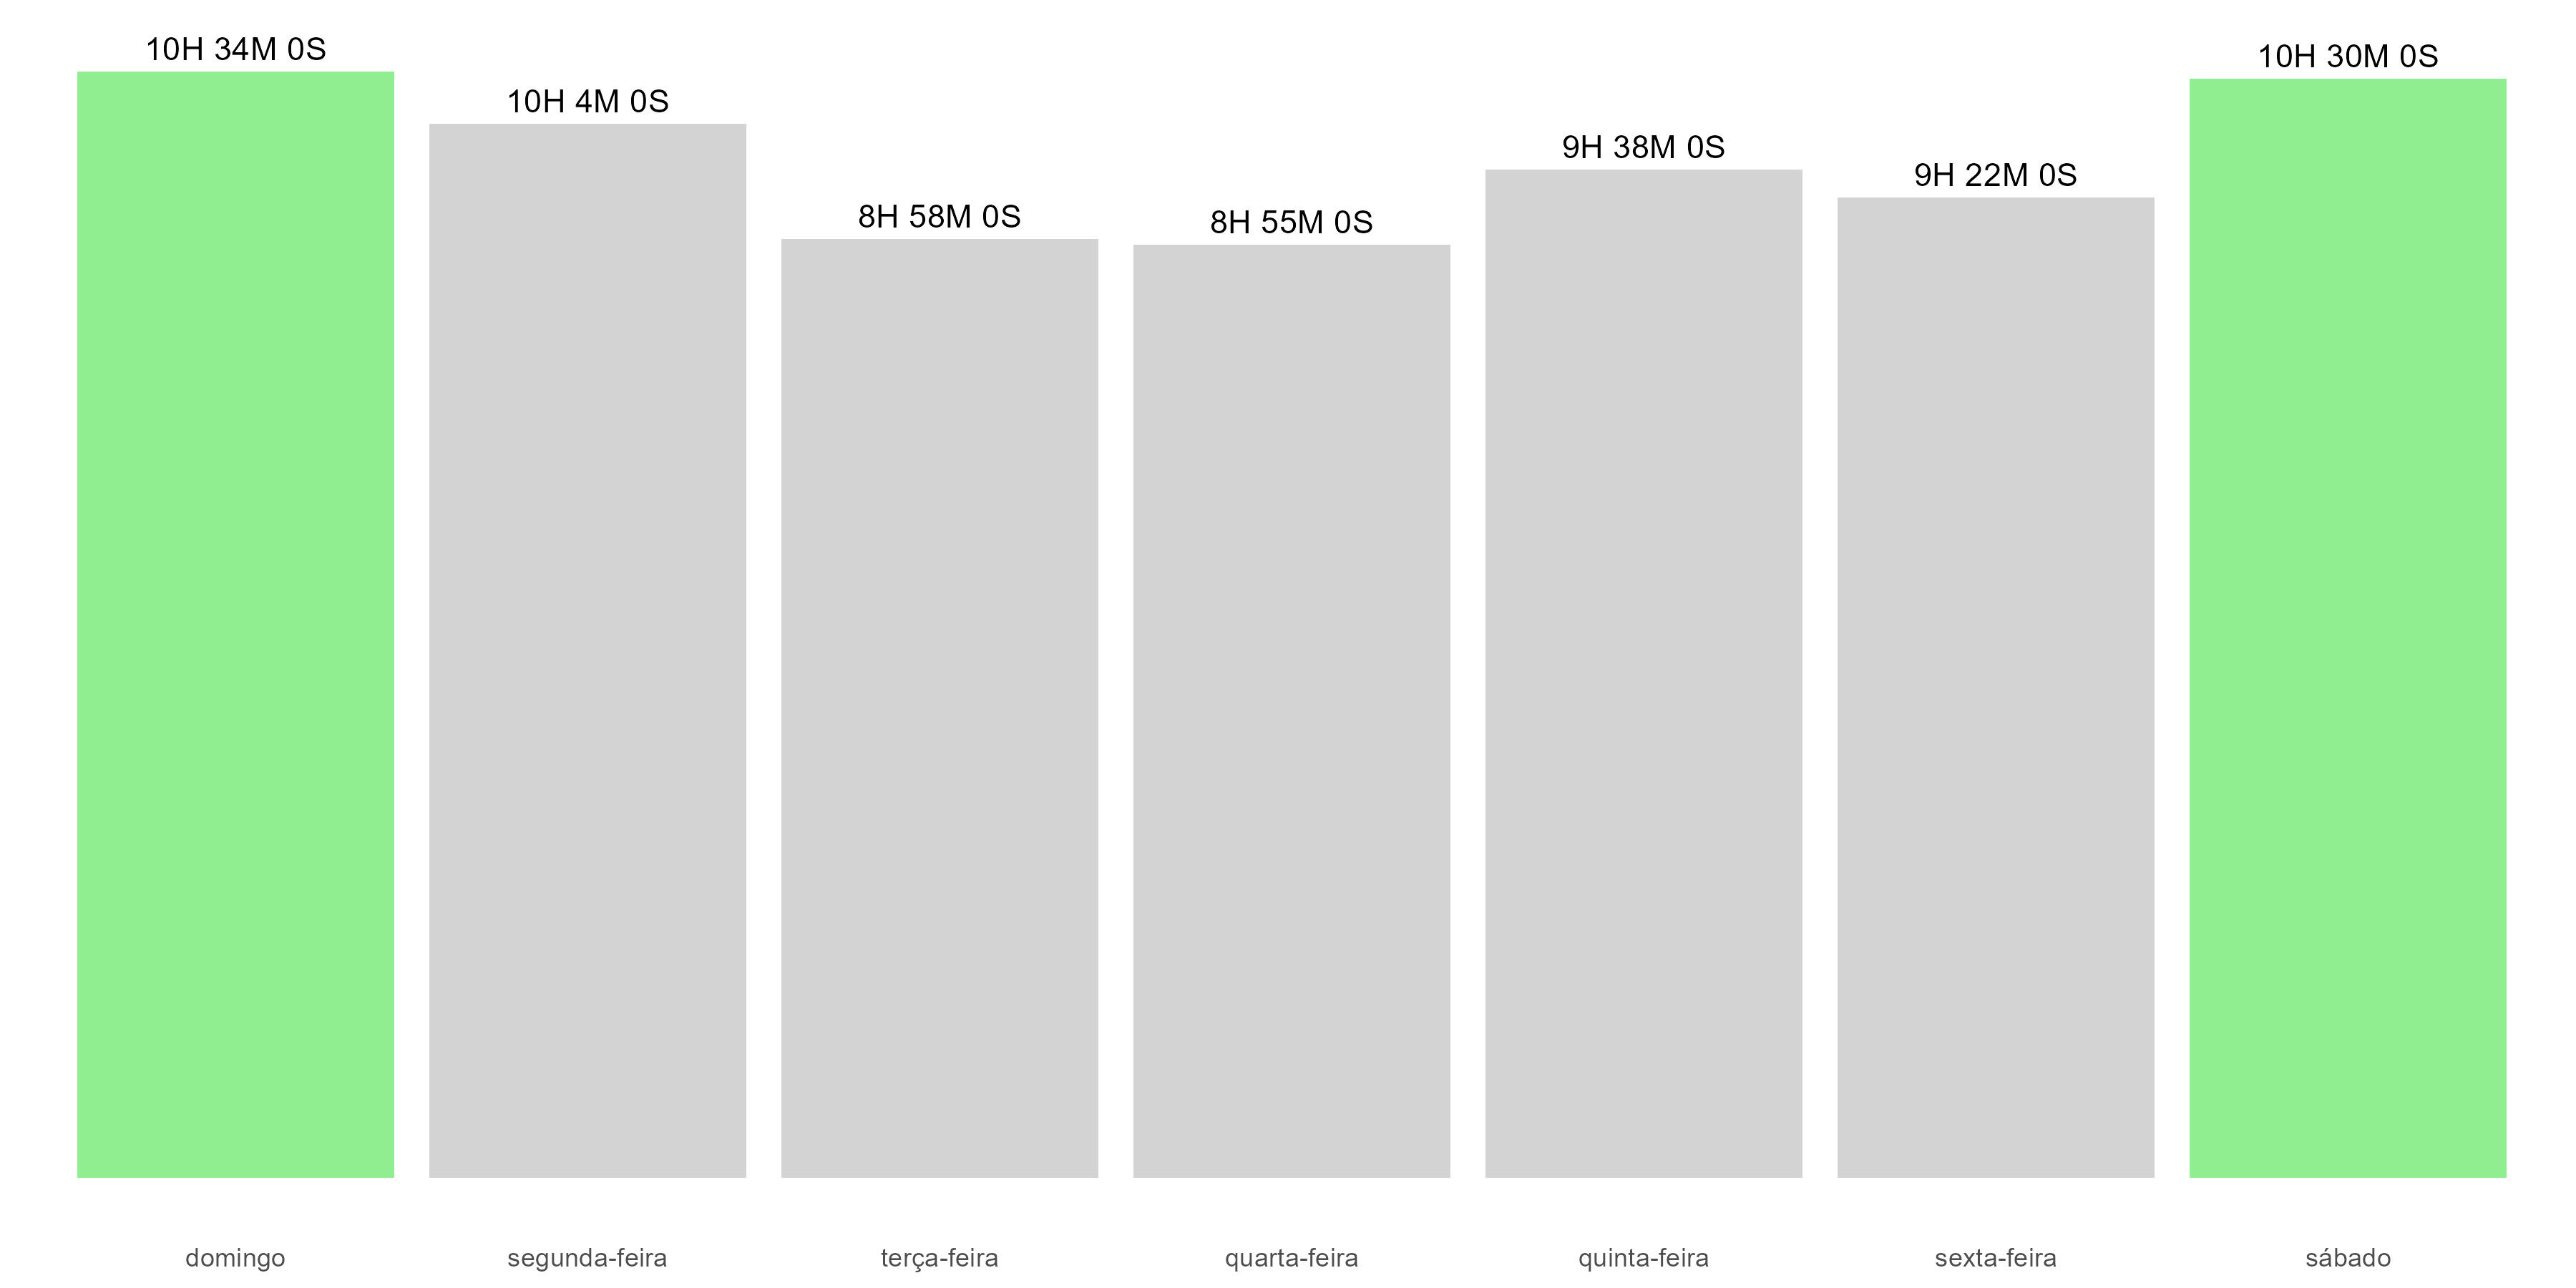 10H 34M 0S
10H 4M 0S
8H 58M 0S
8H 55M 0S
9H 38M 0S
9H 22M 0S
10H 30M 0S
domingo
segunda-feira
terça-feira
quarta-feira
quinta-feira
sexta-feira
sábado